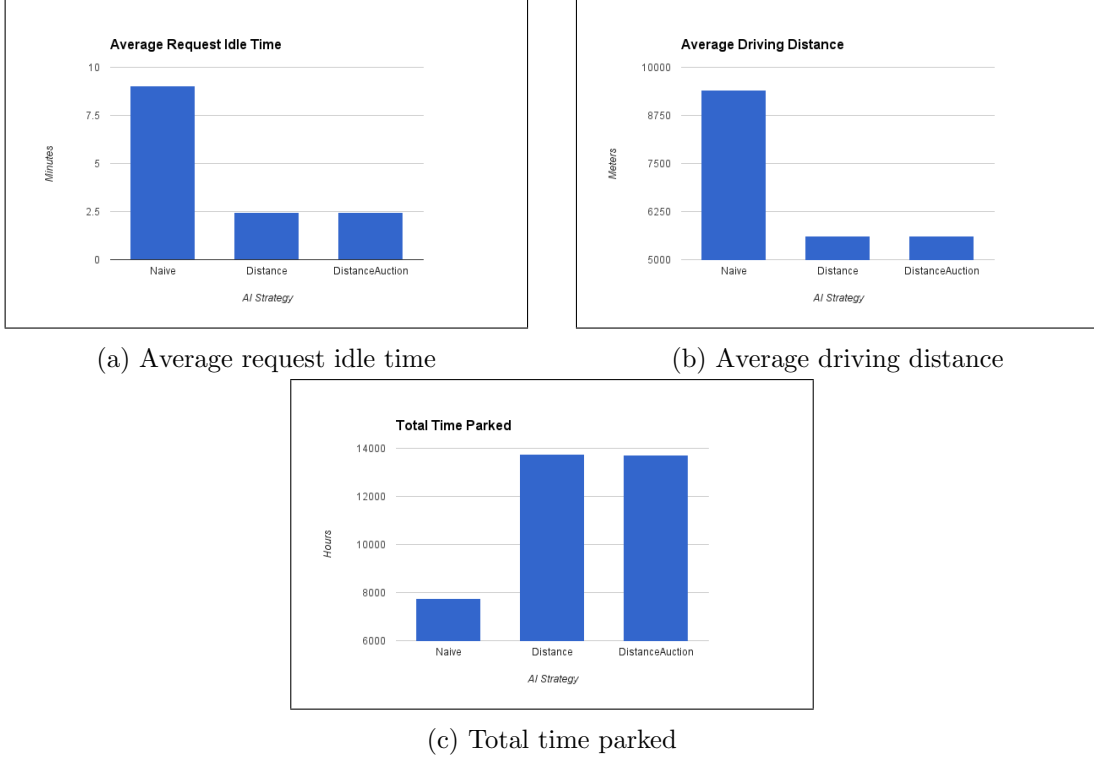 Average Request Idle Time
10
7.5
5
2.5
0
Minutes
Naive Distance DistanceAuction
AI Strategy
(a) Average request idle time
Average Driving Distance
10000
8750
7500
6250
5000
Meters
Naive Distance DistanceAuction
AI Strategy
(b) Average driving distance
Total Time Parked
14000
12000
10000
8000
6000
Hours
Naive Distance DistanceAuction
AI Strategy
(c) Total time parked